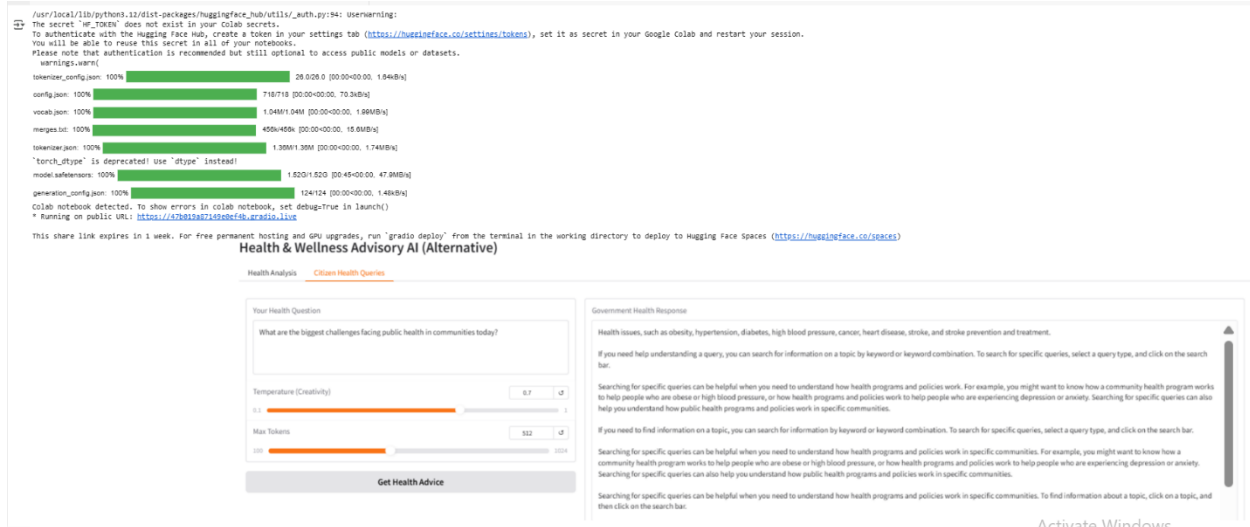 /usr/local/lib/python3.12/dist-packages/huggingface_hub/utils/_auth.py:94: UserWarning:
The secret `HF_TOKEN` does not exist in your Colab secrets.
To authenticate with the Hugging Face Hub, create a token in your settings tab (https://huggingface.co/settings/tokens), set it as secret in your Google Colab and restart your session.
You will be able to reuse this secret in all of your notebooks.
Please note that authentication is recommended but still optional to access public models or datasets.
warnings.warn(
tokenizer_config.json: 100% 26.0/26.0 [00:00<00:00, 1.64kB/s]
config.json: 100% 718/718 [00:00<00:00, 70.3kB/s]
vocab.json: 100% 1.04M/1.04M [00:00<00:00, 1.99MB/s]
merges.txt: 100% 456k/456k [00:00<00:00, 15.6MB/s]
tokenizer.json: 100% 1.36M/1.36M [00:00<00:00, 1.74MB/s]
`torch_dtype` is deprecated! Use `dtype` instead!
model.safetensors: 100% 1.52G/1.52G [00:45<00:00, 47.9MB/s]
generation_config.json: 100% 124/124 [00:00<00:00, 1.48kB/s]
Colab notebook detected. To show errors in colab notebook, set debug=True in launch()
* Running on public URL: https://47b019a87149e0ef4b.gradio.live
This share link expires in 1 week. For free permanent hosting and GPU upgrades, run `gradio deploy` from the terminal in the working directory to deploy to Hugging Face Spaces (https://huggingface.co/spaces)
Health & Wellness Advisory AI (Alternative)
Health Analysis Citizen Health Queries
Your Health Question
What are the biggest challenges facing public health in communities today?
Temperature (Creativity) 0.7
0.1 1
Max Tokens 512
100 1024
Get Health Advice
Government Health Response
Health issues, such as obesity, hypertension, diabetes, high blood pressure, cancer, heart disease, stroke, and stroke prevention and treatment.
If you need help understanding a query, you can search for information on a topic by keyword or keyword combination. To search for specific queries, select a query type, and click on the search
bar.
Searching for specific queries can be helpful when you need to understand how health programs and policies work. For example, you might want to know how a community health program works
to help people who are obese or high blood pressure, or how health programs and policies work to help people who are experiencing depression or anxiety. Searching for specific queries can also
help you understand how public health programs and policies work in specific communities.
If you need to find information on a topic, you can search for information by keyword or keyword combination. To search for specific queries, select a query type, and click on the search bar.
Searching for specific queries can be helpful when you need to understand how health programs and policies work in specific communities. For example, you might want to know how a
community health program works to help people who are obese or high blood pressure, or how health programs and policies work to help people who are experiencing depression or anxiety.
Searching for specific queries can also help you understand how public health programs and policies work in specific communities.
Searching for specific queries can be helpful when you need to understand how health programs and policies work in specific communities. To find information about a topic, click on a topic, and
then click on the search bar.
Activate Windows